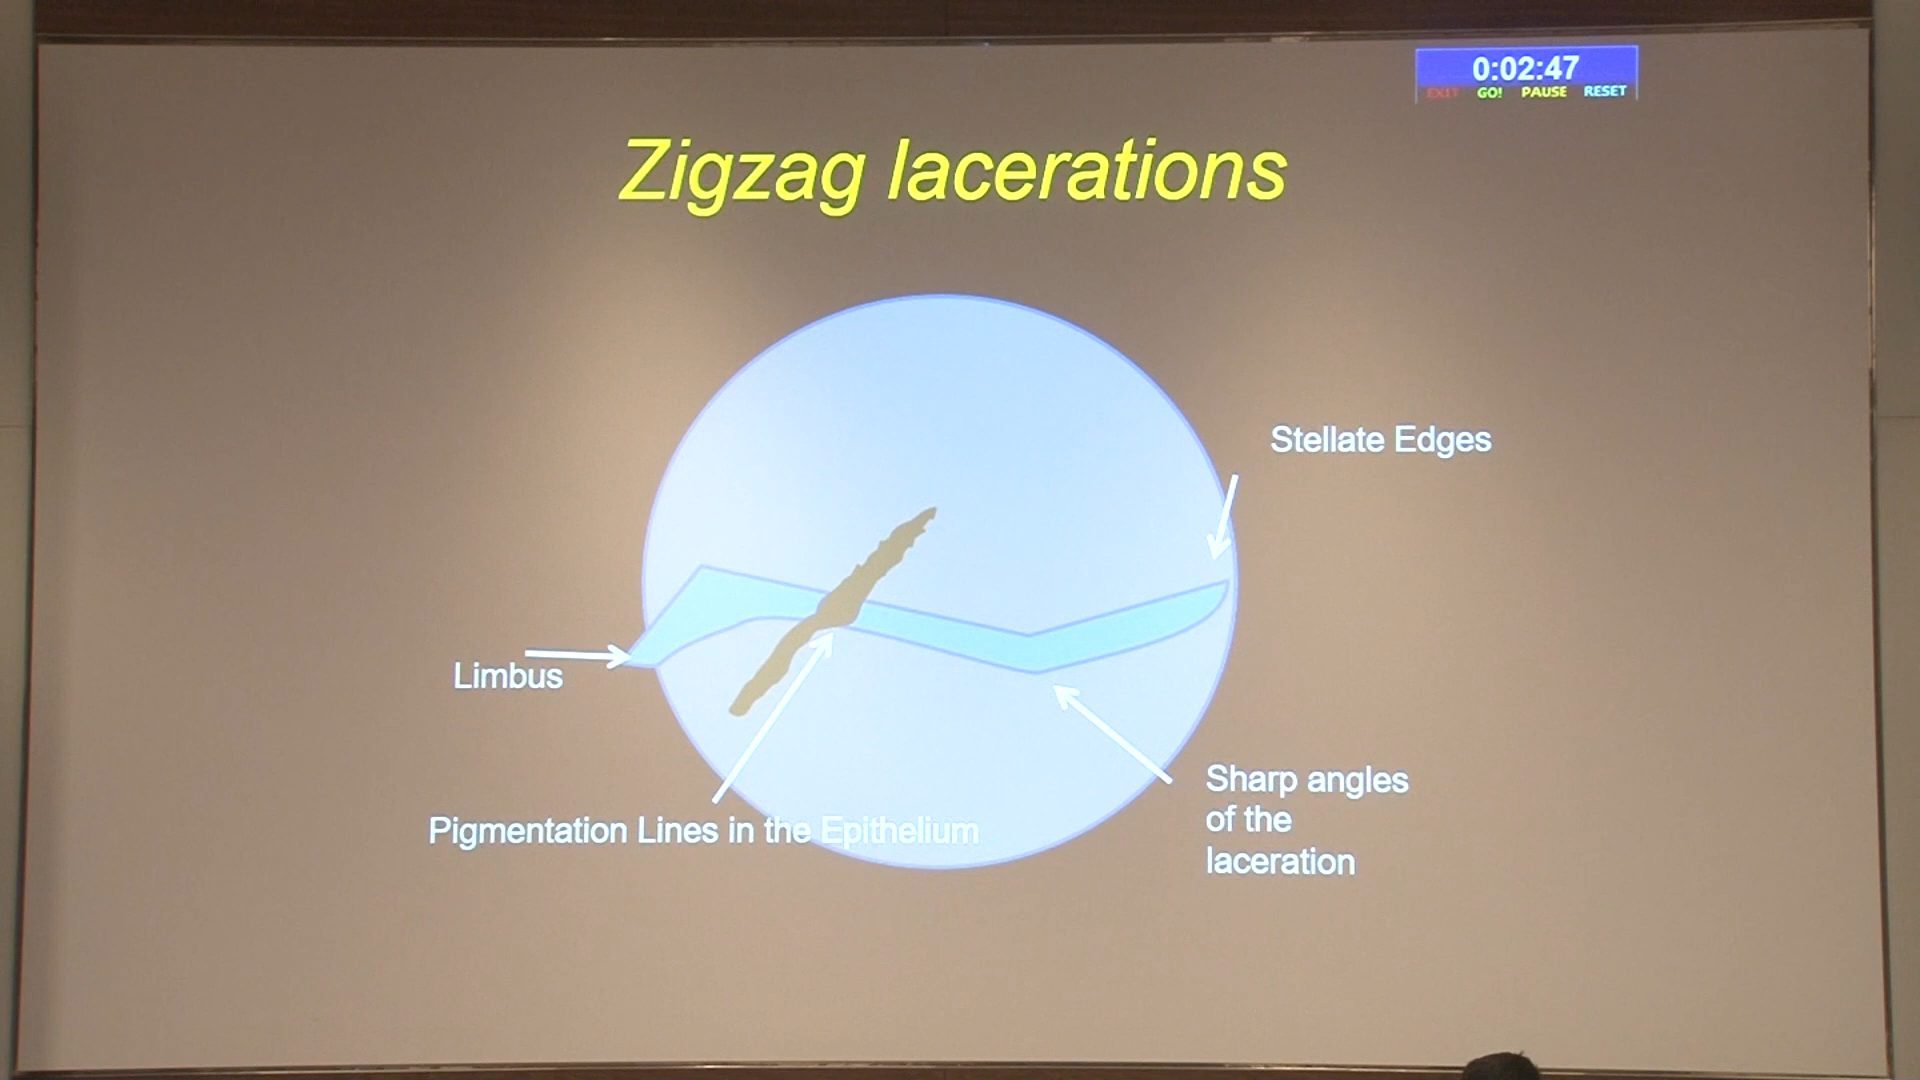 0:02:47
EXIT GO! PAUSE RESET
Zigzag lacerations
Stellate Edges
Limbus
Pigmentation Lines in the Epithelium
Sharp angles
of the
laceration